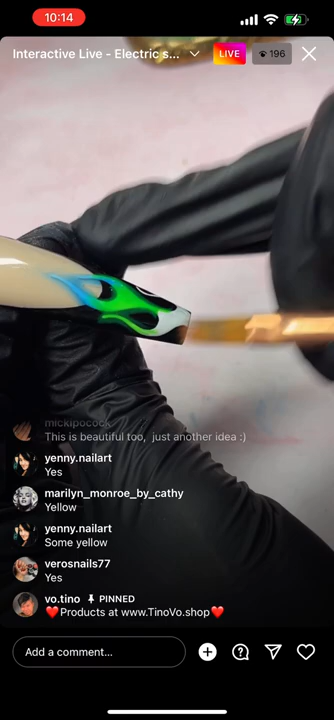 10:14
Interactive Live - Electric s...
LIVE
196
mickipocock
This is beautiful too, just another idea :)
yenny.nailart
Yes
marilyn_monroe_by_cathy
Yellow
yenny.nailart
Some yellow
verosnails77
Yes
vo.tino PINNED
❤️Products at www.TinoVo.shop❤️
Add a comment...